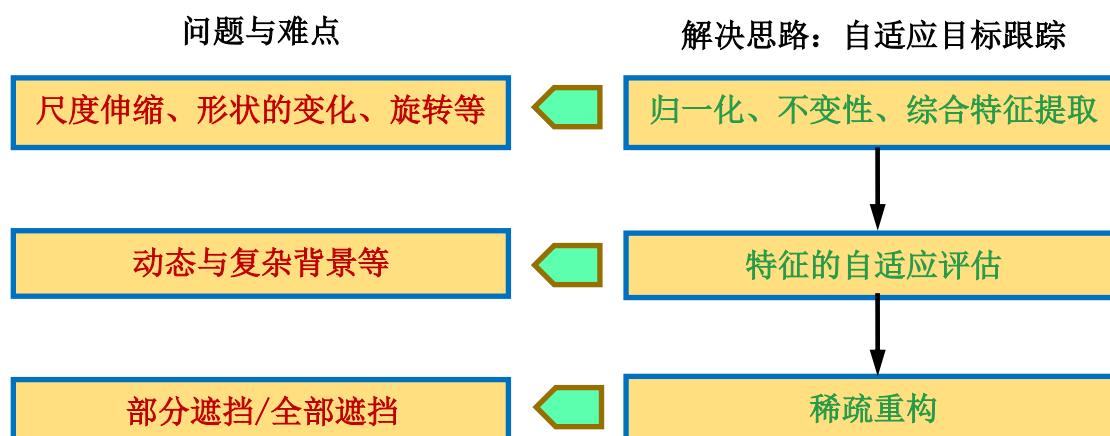 问题与难点
解决思路：自适应目标跟踪
尺度伸缩、形状的变化、旋转等
归一化、不变性、综合特征提取
动态与复杂背景等
特征的自适应评估
部分遮挡/全部遮挡
稀疏重构